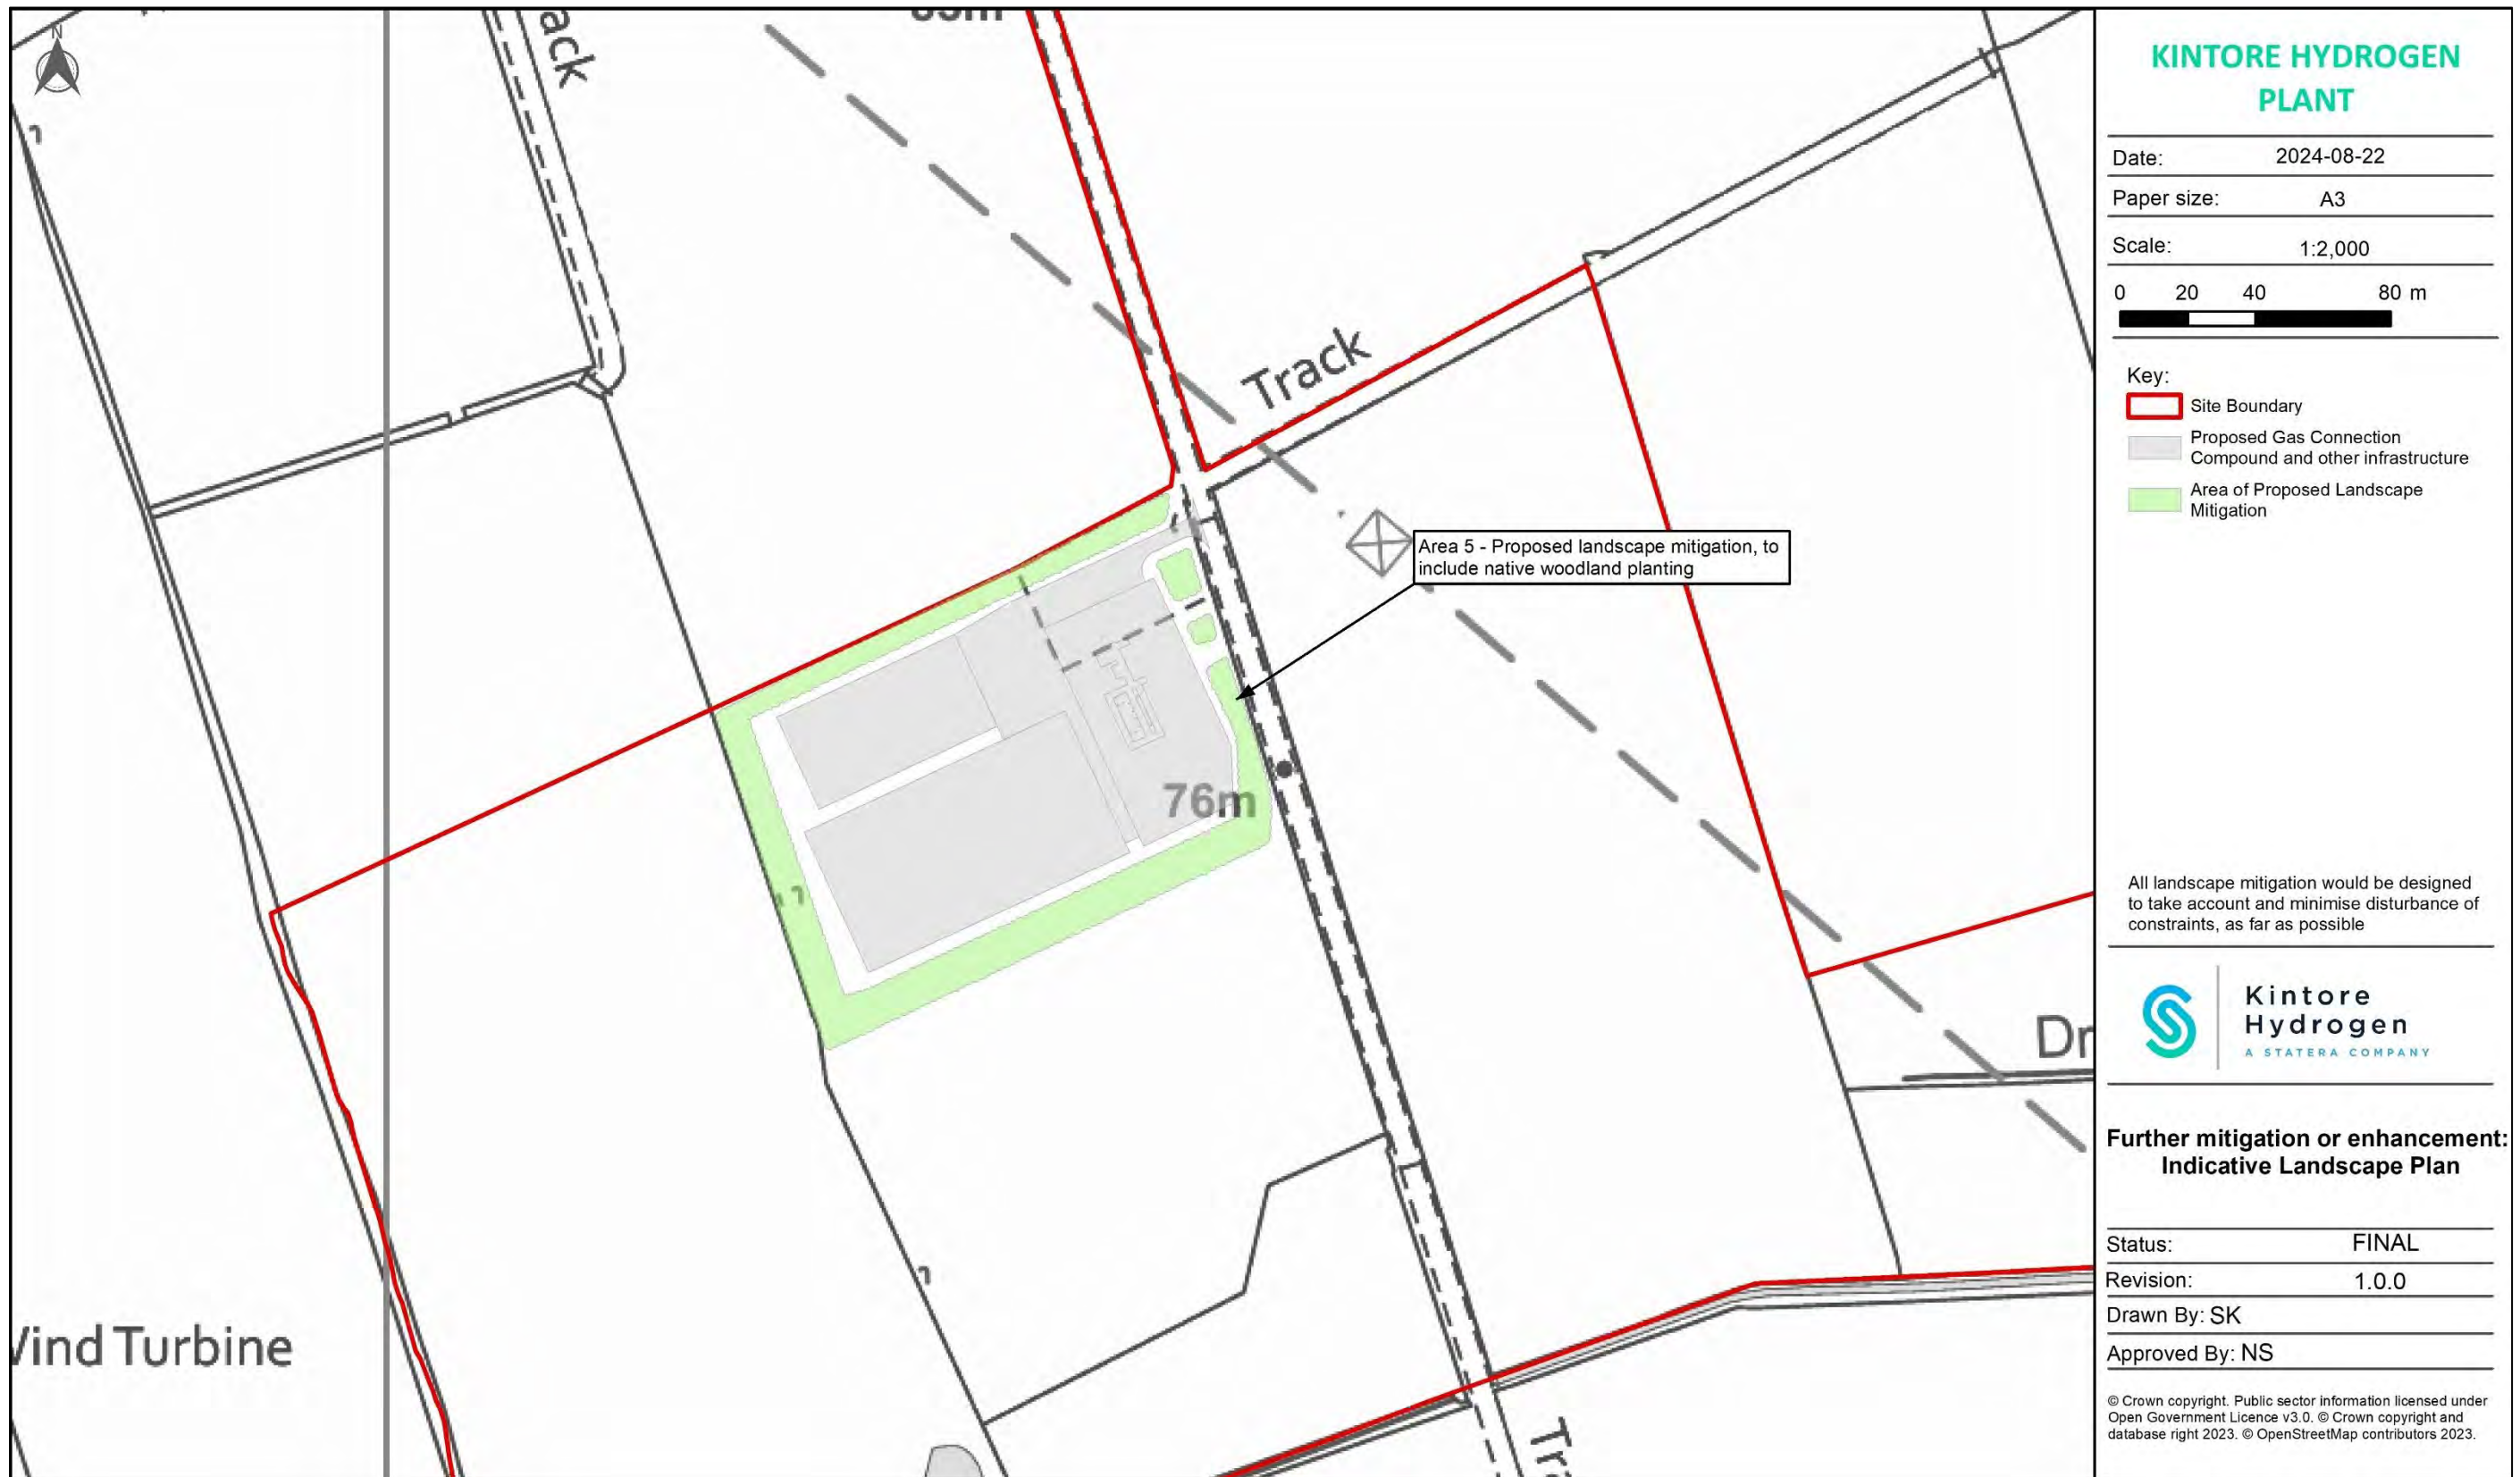 N
ack
Track
Area 5 - Proposed landscape mitigation, to
include native woodland planting
76m
Dr
Wind Turbine
KINTORE HYDROGEN
PLANT
Date: 2024-08-22
Paper size: A3
Scale: 1:2,000
0 20 40 80 m
Key:
Site Boundary
Proposed Gas Connection
Compound and other infrastructure
Area of Proposed Landscape
Mitigation
All landscape mitigation would be designed
to take account and minimise disturbance of
constraints, as far as possible
Kintore
Hydrogen
A STATERA COMPANY
Further mitigation or enhancement:
Indicative Landscape Plan
Status: FINAL
Revision: 1.0.0
Drawn By: SK
Approved By: NS
© Crown copyright. Public sector information licensed under
Open Government Licence v3.0. © Crown copyright and
database right 2023. © OpenStreetMap contributors 2023.